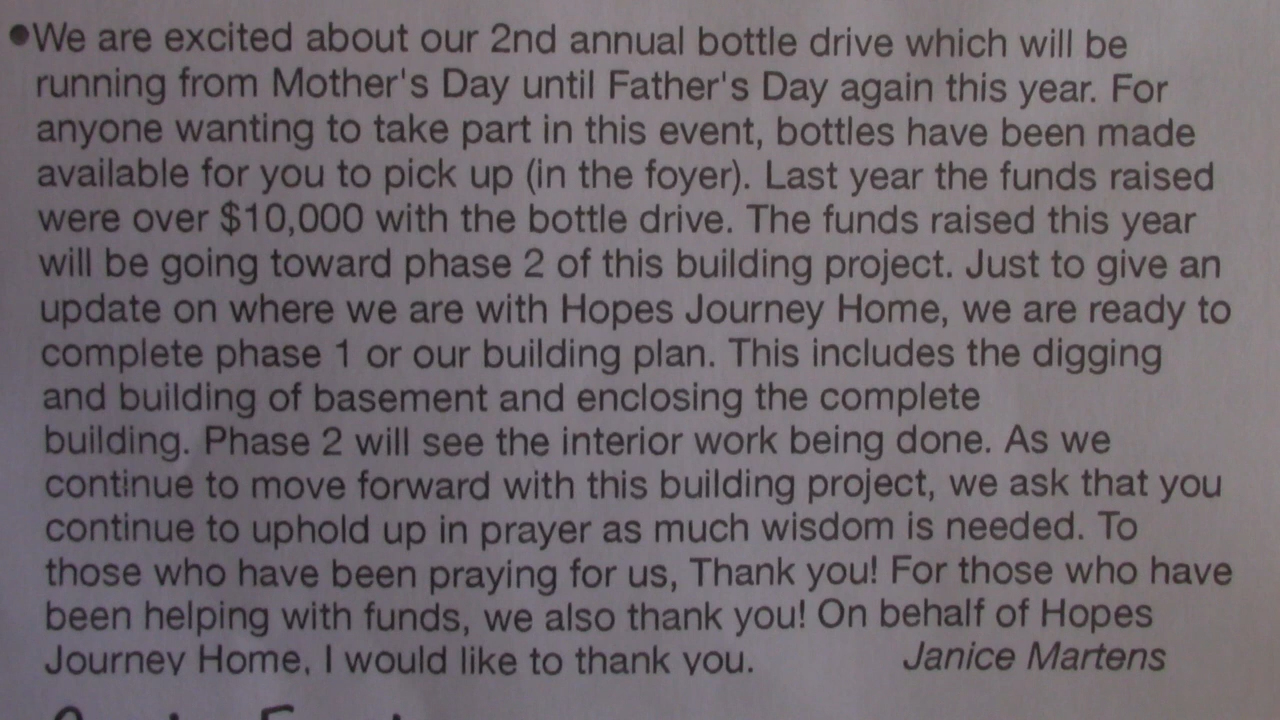 ●We are excited about our 2nd annual bottle drive which will be
running from Mother's Day until Father's Day again this year. For
anyone wanting to take part in this event, bottles have been made
available for you to pick up (in the foyer). Last year the funds raised
were over $10,000 with the bottle drive. The funds raised this year
will be going toward phase 2 of this building project. Just to give an
update on where we are with Hopes Journey Home, we are ready to
complete phase 1 or our building plan. This includes the digging
and building of basement and enclosing the complete
building. Phase 2 will see the interior work being done. As we
continue to move forward with this building project, we ask that you
continue to uphold up in prayer as much wisdom is needed. To
those who have been praying for us, Thank you! For those who have
been helping with funds, we also thank you! On behalf of Hopes
Journey Home, I would like to thank you. Janice Martens